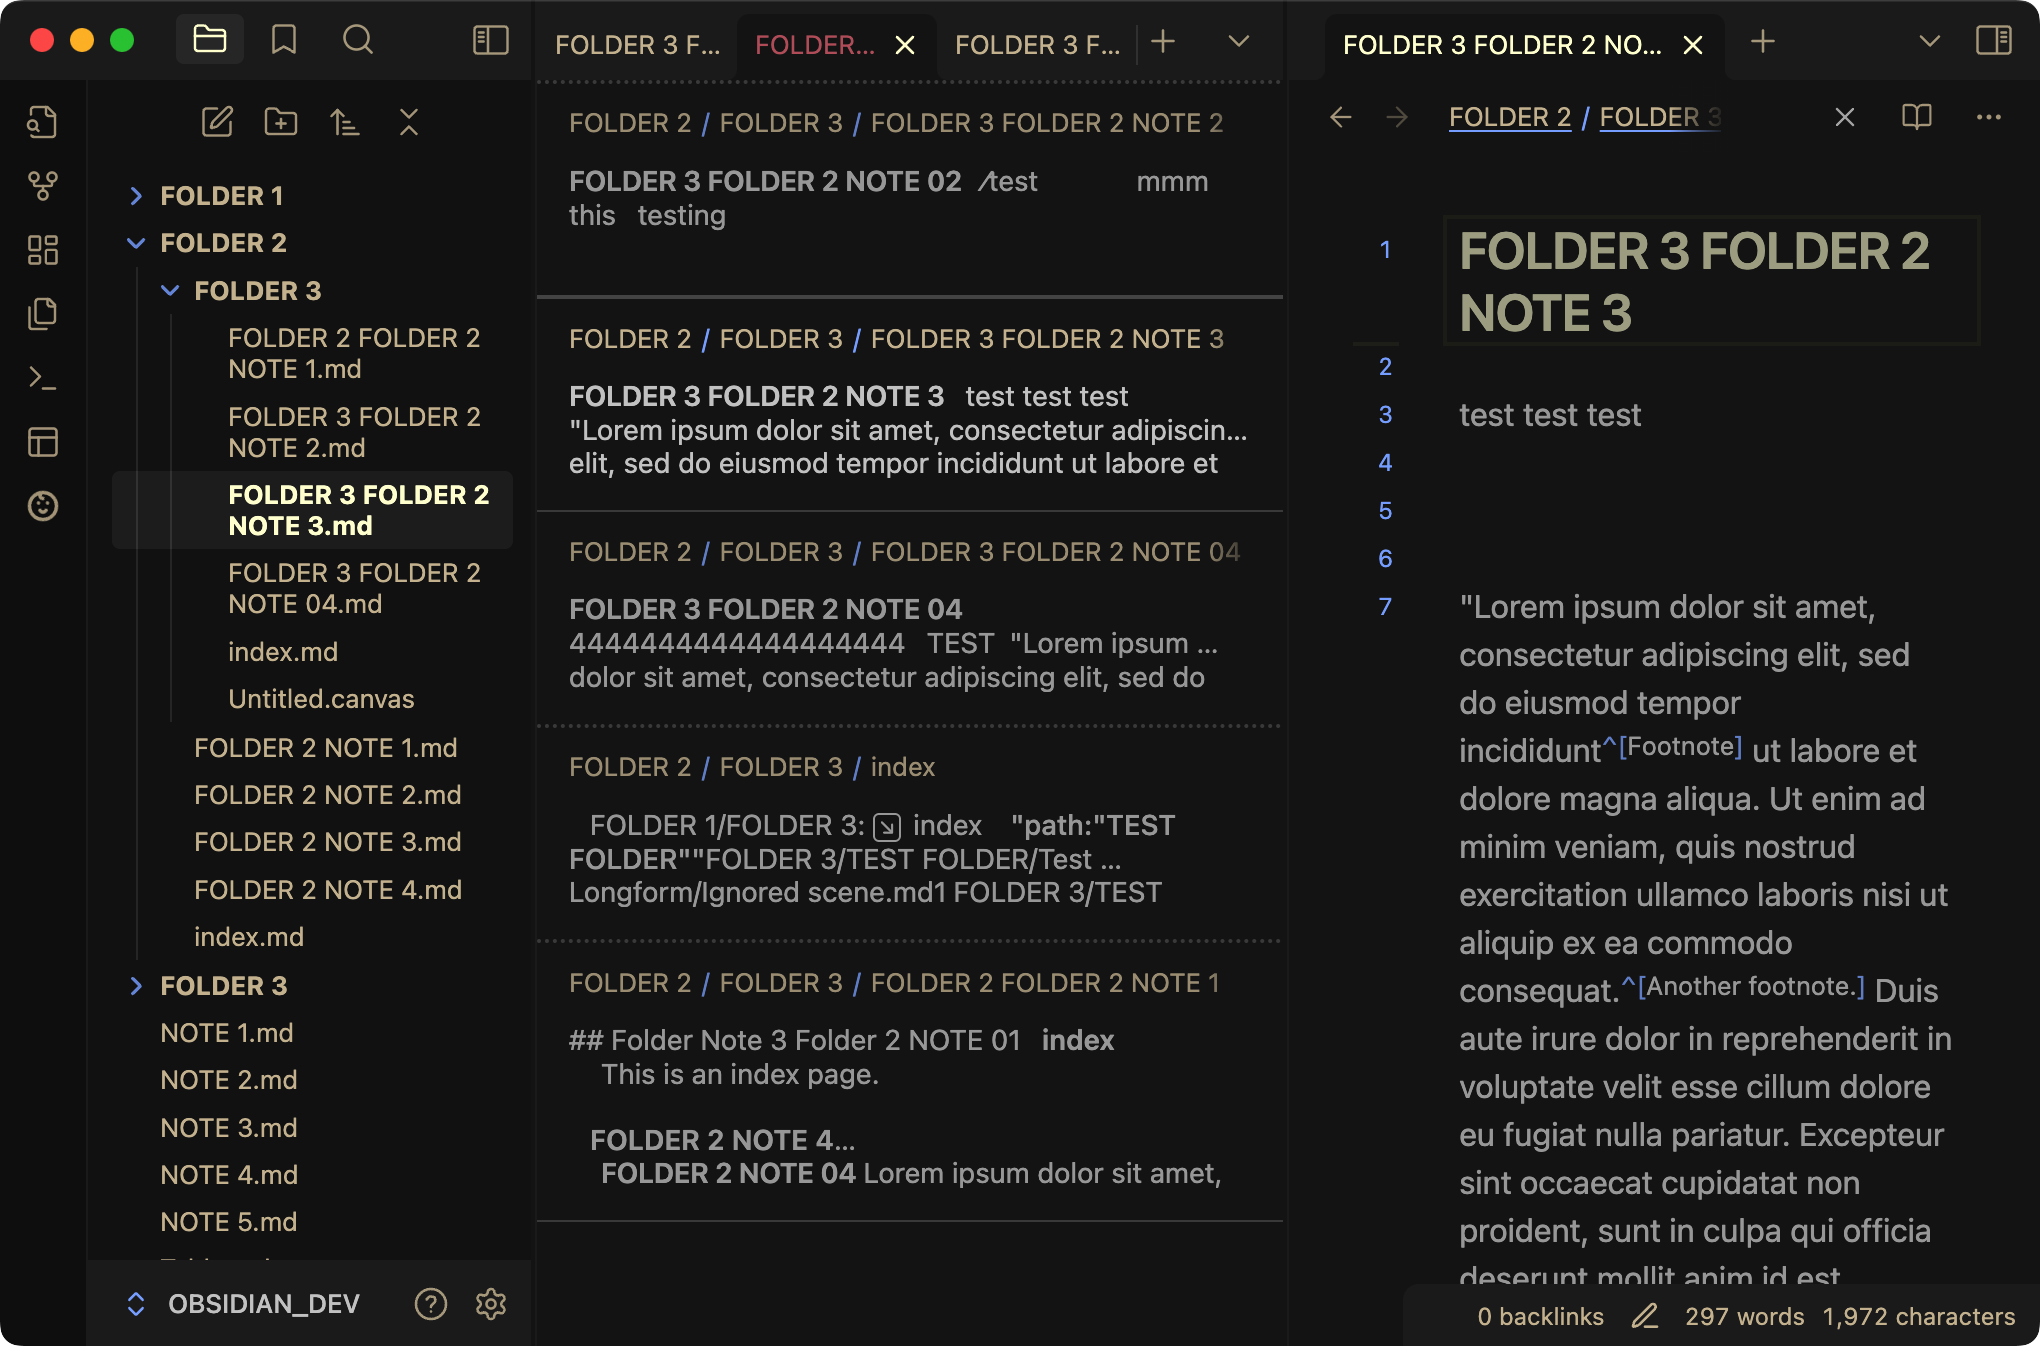 FOLDER 1
FOLDER 2
FOLDER 3
FOLDER 2 FOLDER 2
NOTE 1.md
FOLDER 3 FOLDER 2
NOTE 2.md
FOLDER 3 FOLDER 2
NOTE 3.md
FOLDER 3 FOLDER 2
NOTE 04.md
index.md
Untitled.canvas
FOLDER 2 NOTE 1.md
FOLDER 2 NOTE 2.md
FOLDER 2 NOTE 3.md
FOLDER 2 NOTE 4.md
index.md
FOLDER 3
NOTE 1.md
NOTE 2.md
NOTE 3.md
NOTE 4.md
NOTE 5.md
OBSIDIAN_DEV
FOLDER 3 F...
FOLDER...
FOLDER 3 F...
FOLDER 2 / FOLDER 3 / FOLDER 3 FOLDER 2 NOTE 2
FOLDER 3 FOLDER 2 NOTE 02 /test mmm
this testing
FOLDER 2 / FOLDER 3 / FOLDER 3 FOLDER 2 NOTE 3
FOLDER 3 FOLDER 2 NOTE 3 test test test
"Lorem ipsum dolor sit amet, consectetur adipiscin...
elit, sed do eiusmod tempor incididunt ut labore et
FOLDER 2 / FOLDER 3 / FOLDER 3 FOLDER 2 NOTE 04
FOLDER 3 FOLDER 2 NOTE 04
4444444444444444444 TEST "Lorem ipsum ...
dolor sit amet, consectetur adipiscing elit, sed do
FOLDER 2 / FOLDER 3 / index
FOLDER 1/FOLDER 3: index "path:"TEST
FOLDER""FOLDER 3/TEST FOLDER/Test ...
Longform/Ignored scene.md1 FOLDER 3/TEST
FOLDER 2 / FOLDER 3 / FOLDER 2 FOLDER 2 NOTE 1
## Folder Note 3 Folder 2 NOTE 01 index
This is an index page.
FOLDER 2 NOTE 4...
FOLDER 2 NOTE 04 Lorem ipsum dolor sit amet,
FOLDER 3 FOLDER 2 NO...
FOLDER 2 / FOLDER 3
1
FOLDER 3 FOLDER 2
NOTE 3
2
3 test test test
4
5
6
7 "Lorem ipsum dolor sit amet,
consectetur adipiscing elit, sed
do eiusmod tempor
incididunt^[Footnote] ut labore et
dolore magna aliqua. Ut enim ad
minim veniam, quis nostrud
exercitation ullamco laboris nisi ut
aliquip ex ea commodo
consequat.^[Another footnote.] Duis
aute irure dolor in reprehenderit in
voluptate velit esse cillum dolore
eu fugiat nulla pariatur. Excepteur
sint occaecat cupidatat non
proident, sunt in culpa qui officia
deserunt mollit anim id est
0 backlinks 297 words 1,972 characters